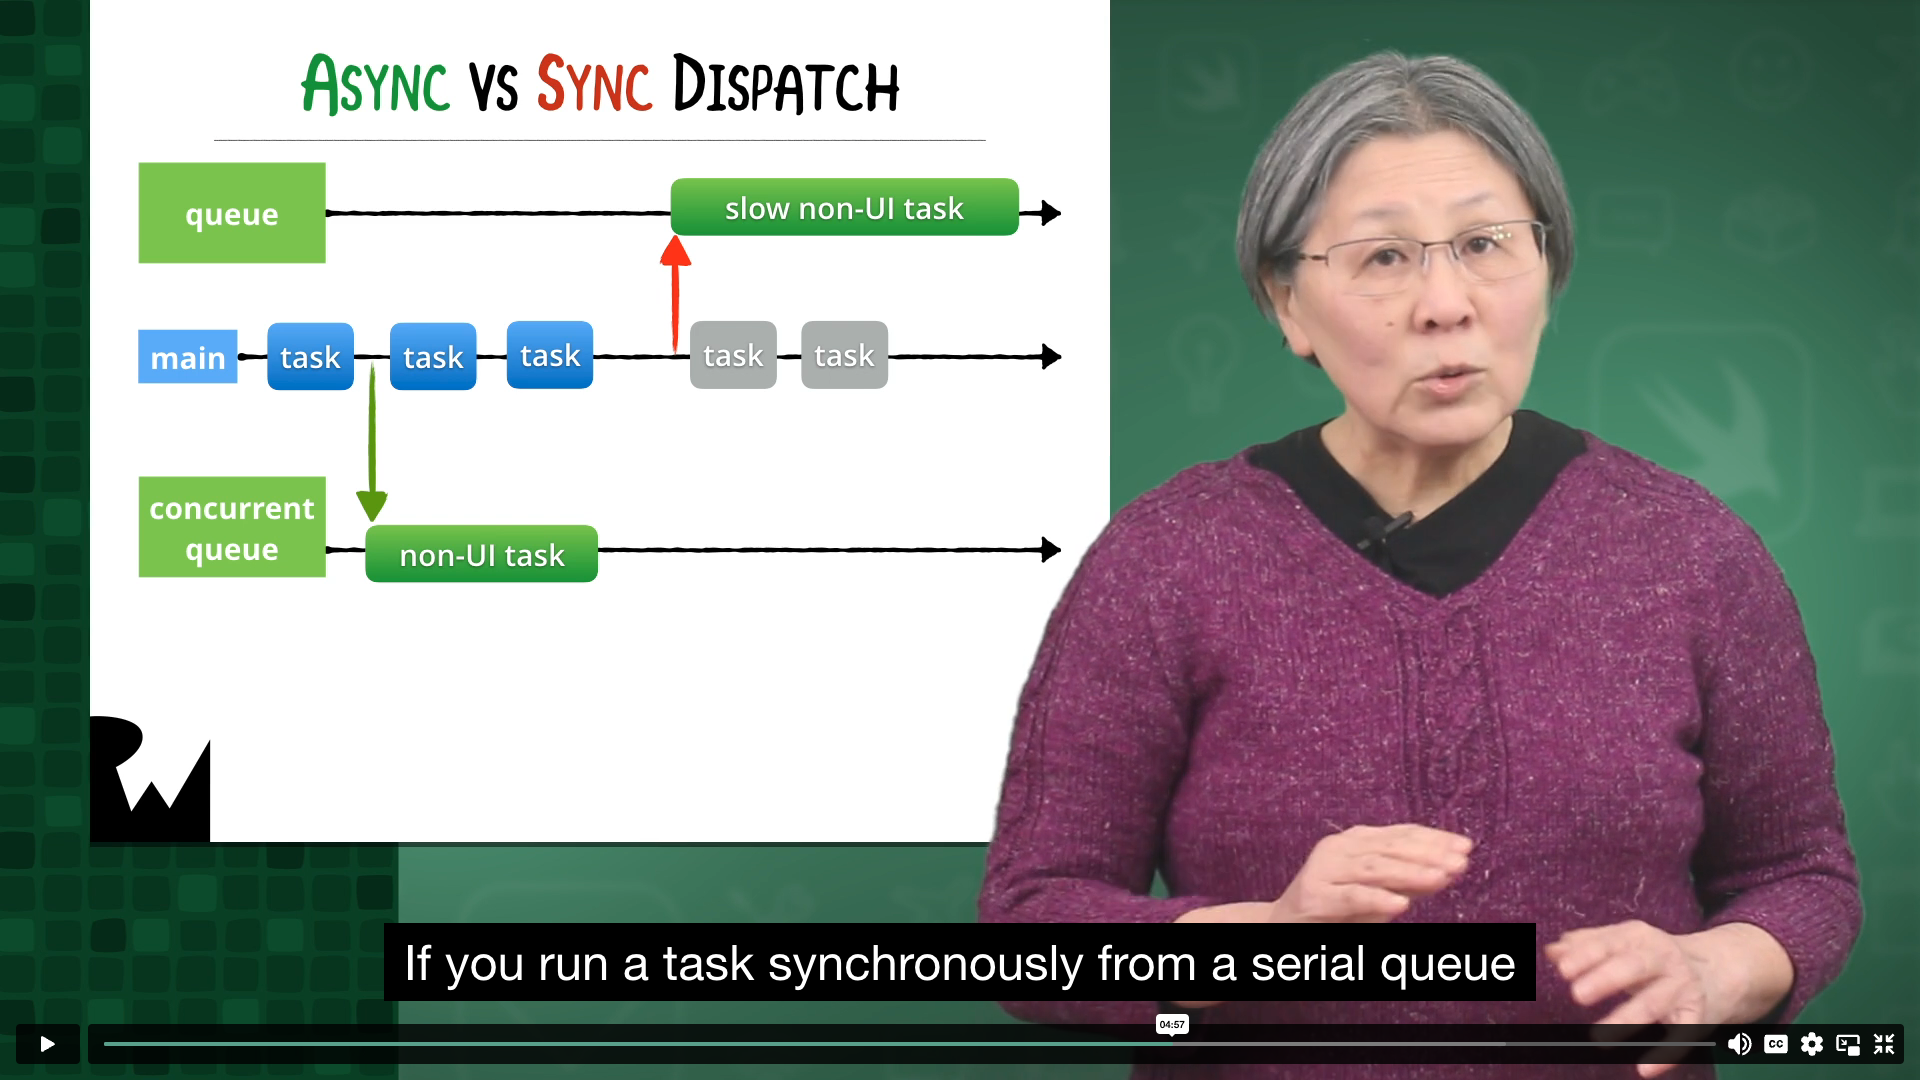 ASYNC VS SYNC DISPATCH
queue
slow non-UI task
main
task
task
task
task
task
concurrent
queue
non-UI task
RW
If you run a task synchronously from a serial queue
04:57
CC